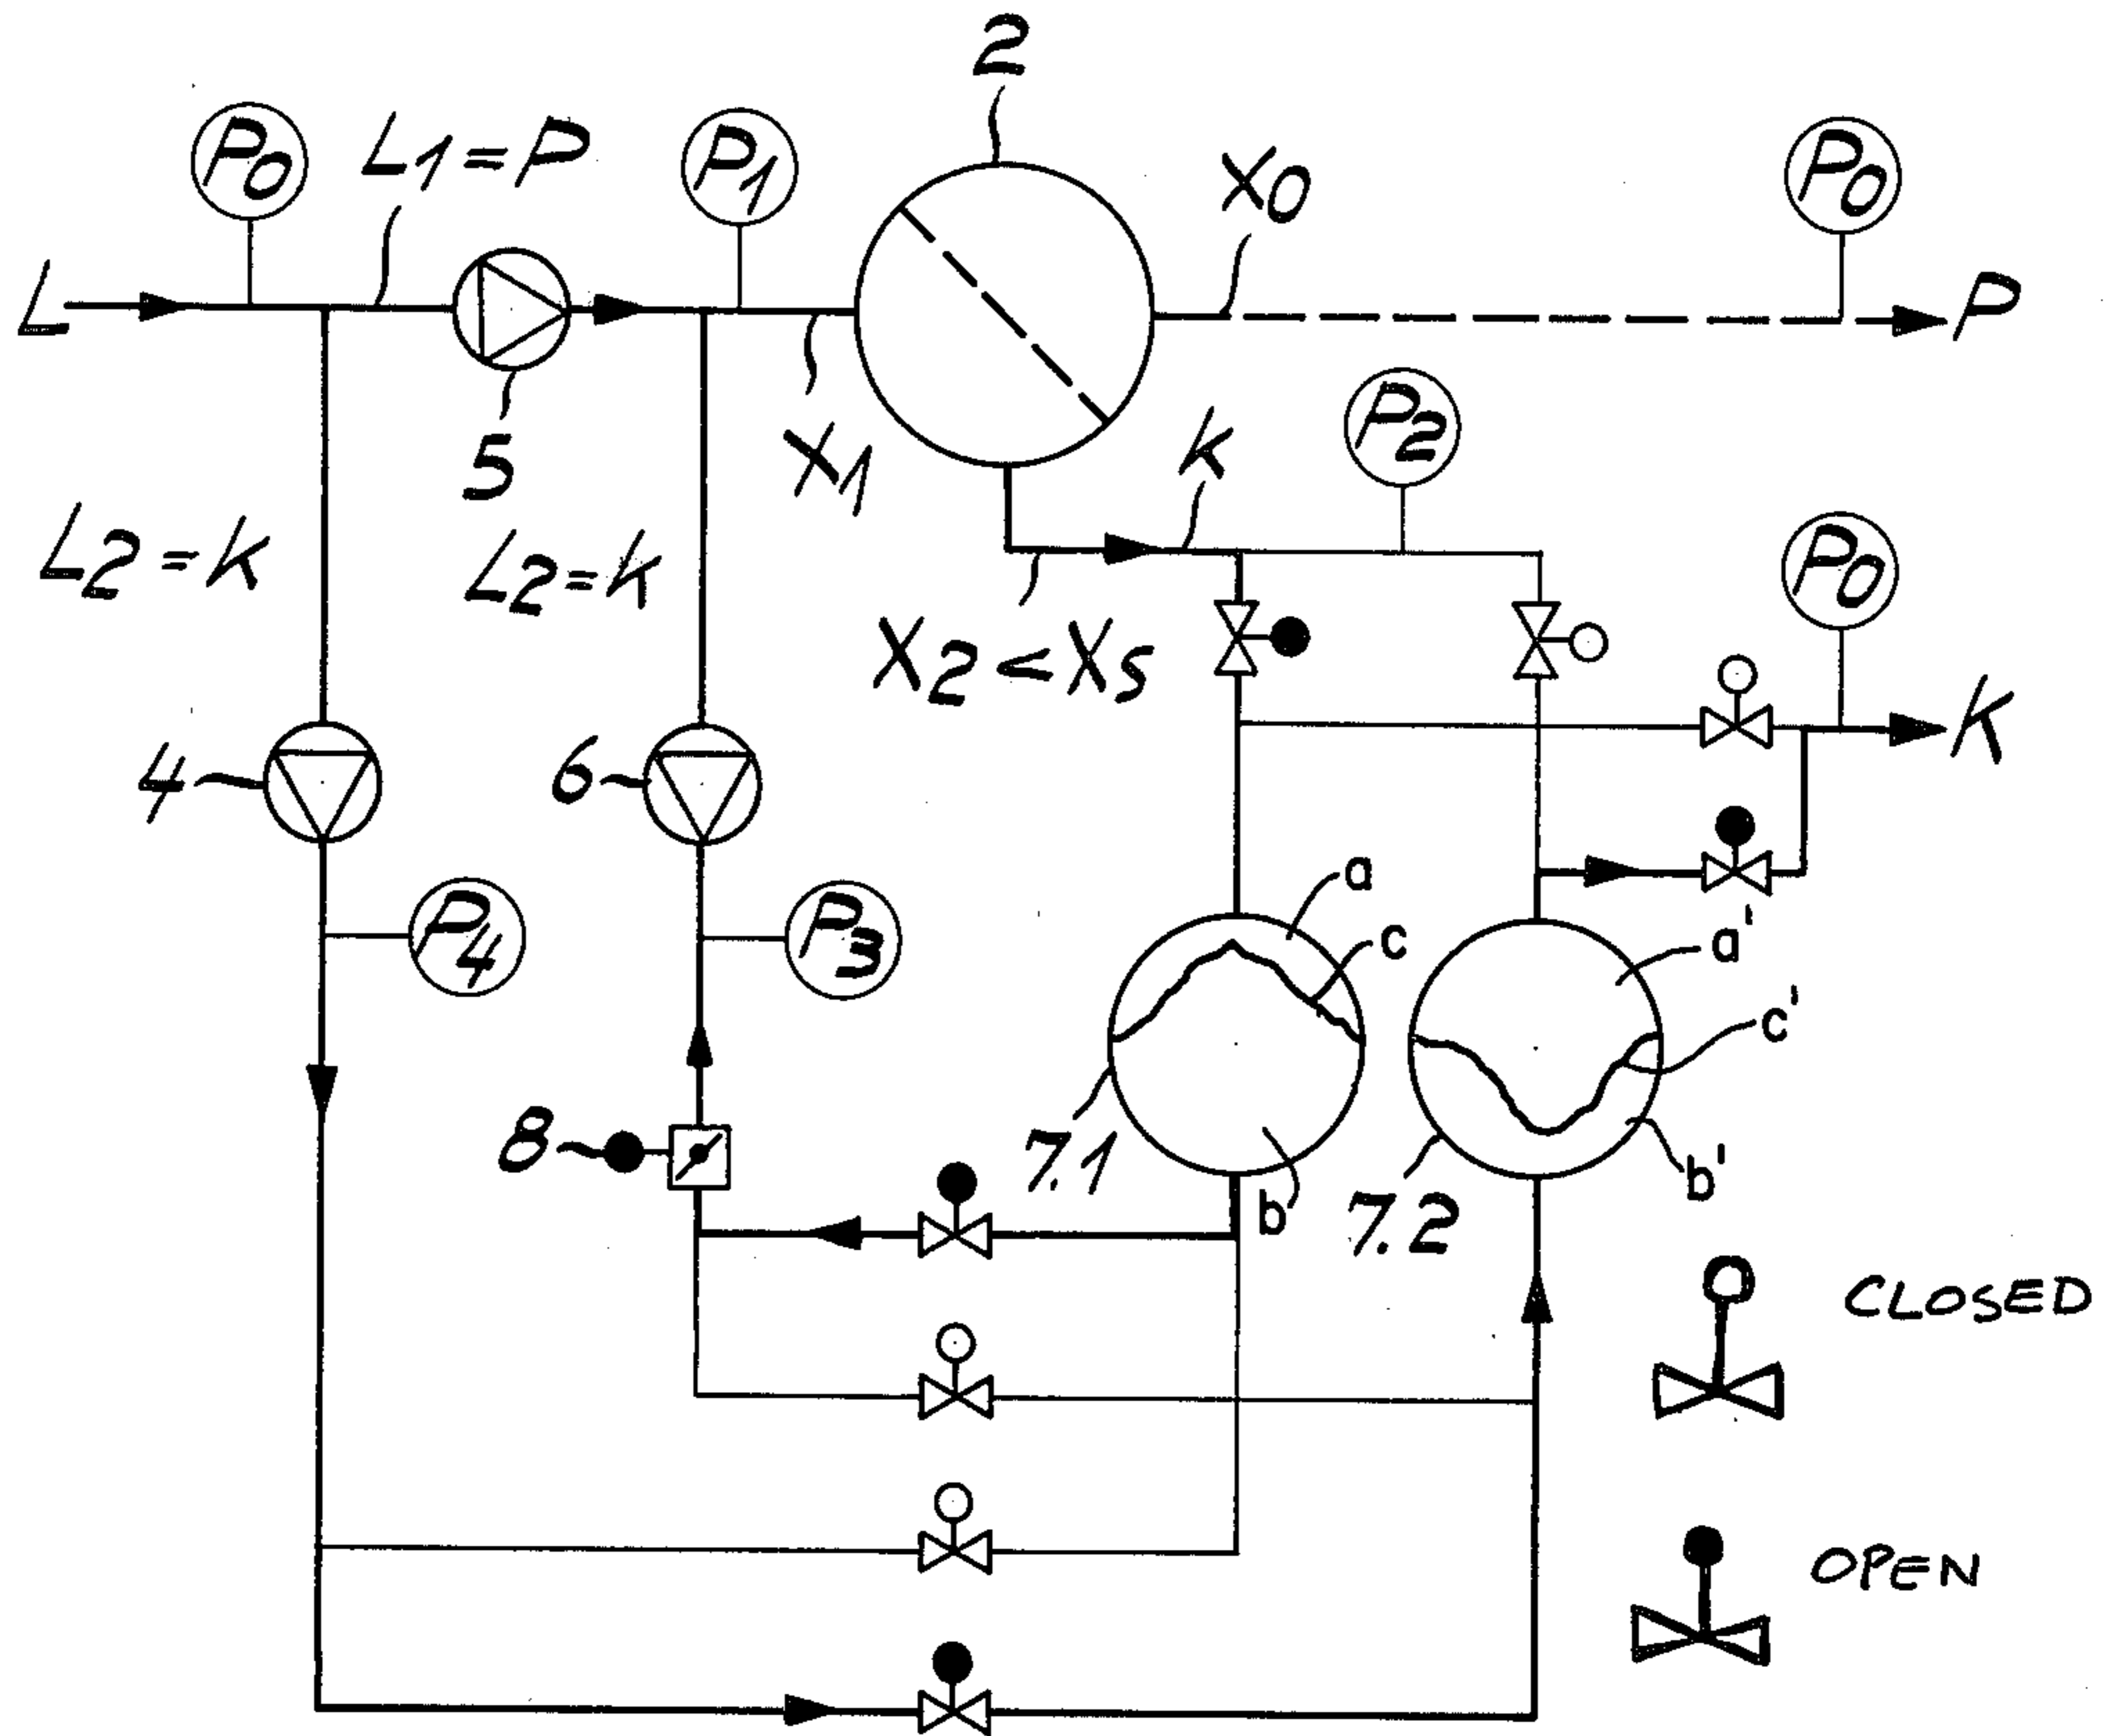 2
P0
L1=P
P1
X0
P0
L
P
5
X1
k
P2
L2=k
L2=k
P0
X2<Xs
4
6
K
P4
P3
a
c
a'
c'
8
7.1
b
7.2
b'
CLOSED
OPEN